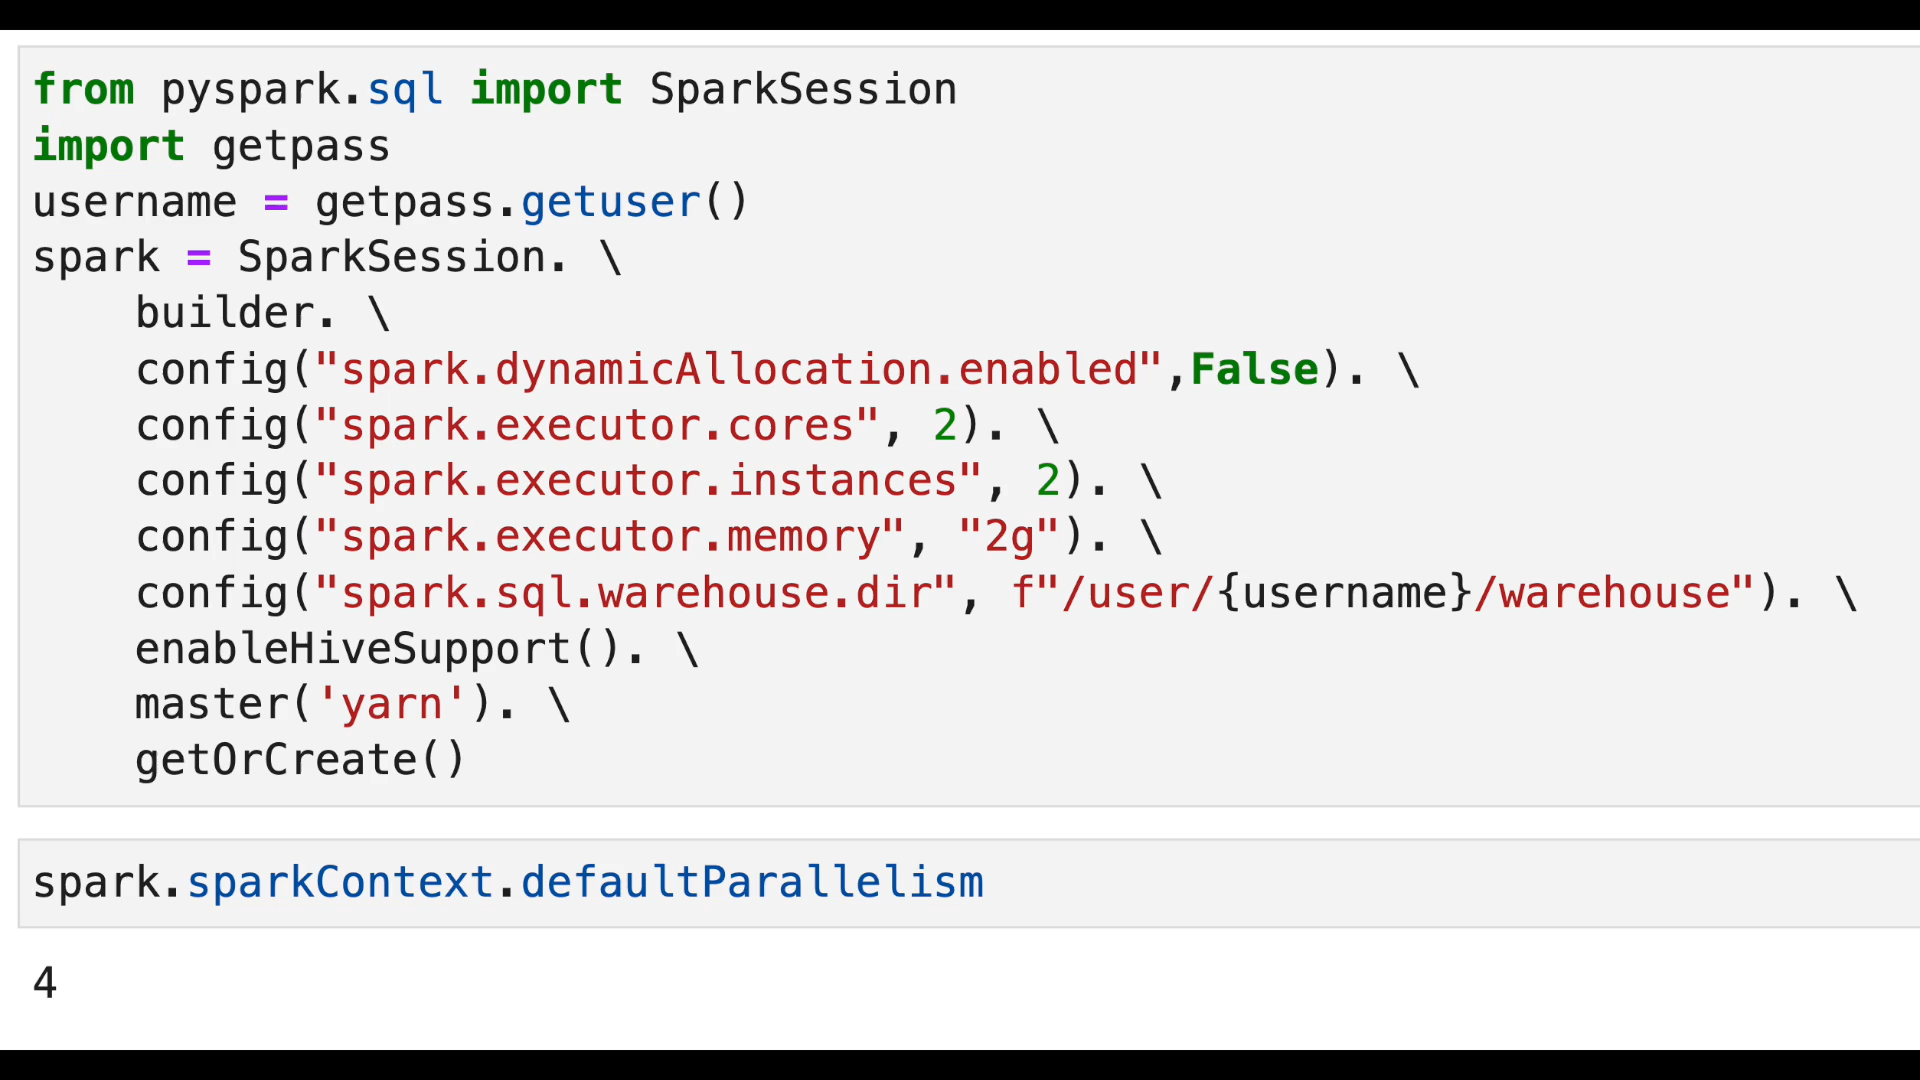 from pyspark.sql import SparkSession
import getpass
username = getpass.getuser()
spark = SparkSession. \
    builder. \
    config("spark.dynamicAllocation.enabled",False). \
    config("spark.executor.cores", 2). \
    config("spark.executor.instances", 2). \
    config("spark.executor.memory", "2g"). \
    config("spark.sql.warehouse.dir", f"/user/{username}/warehouse"). \
    enableHiveSupport(). \
    master('yarn'). \
    getOrCreate()
spark.sparkContext.defaultParallelism
4